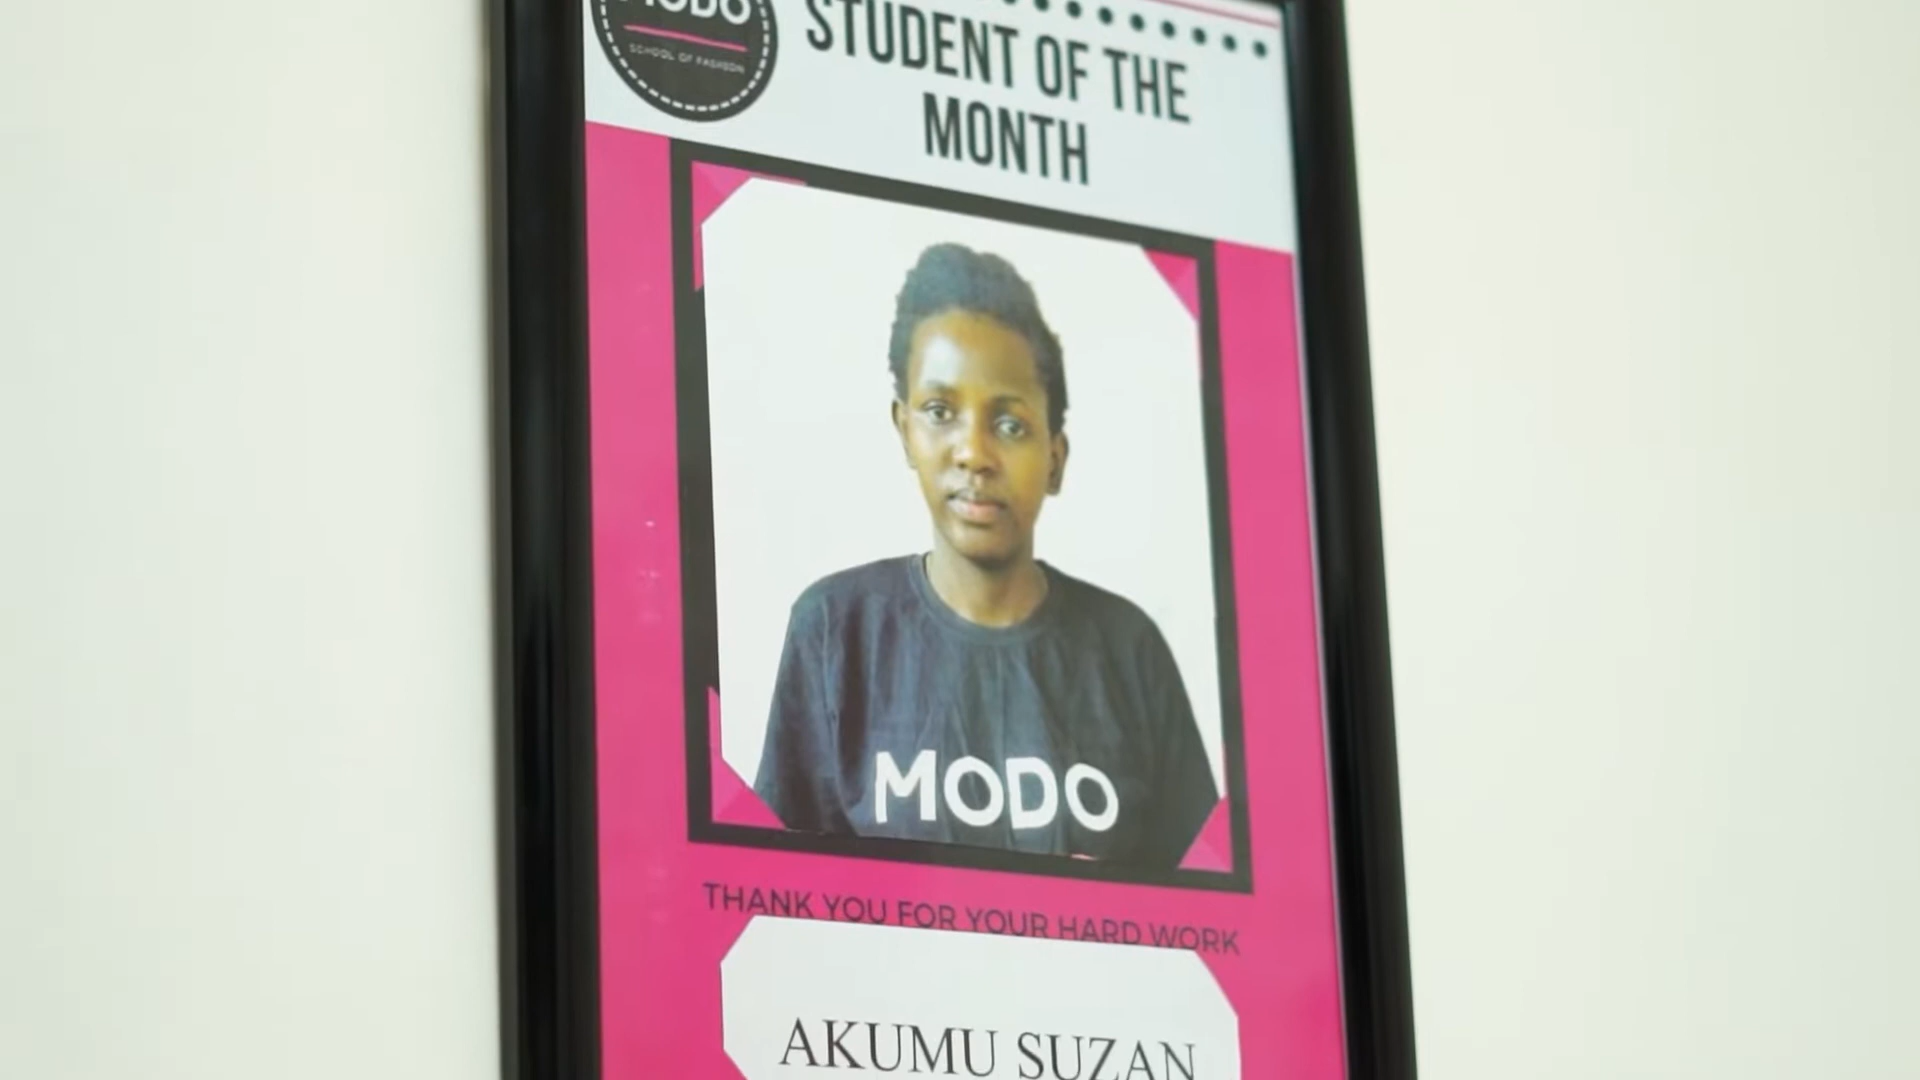 MODO
SCHOOL OF FASHION
STUDENT OF THE
MONTH
MODO
THANK YOU FOR YOUR HARD WORK
AKUMU SUZAN